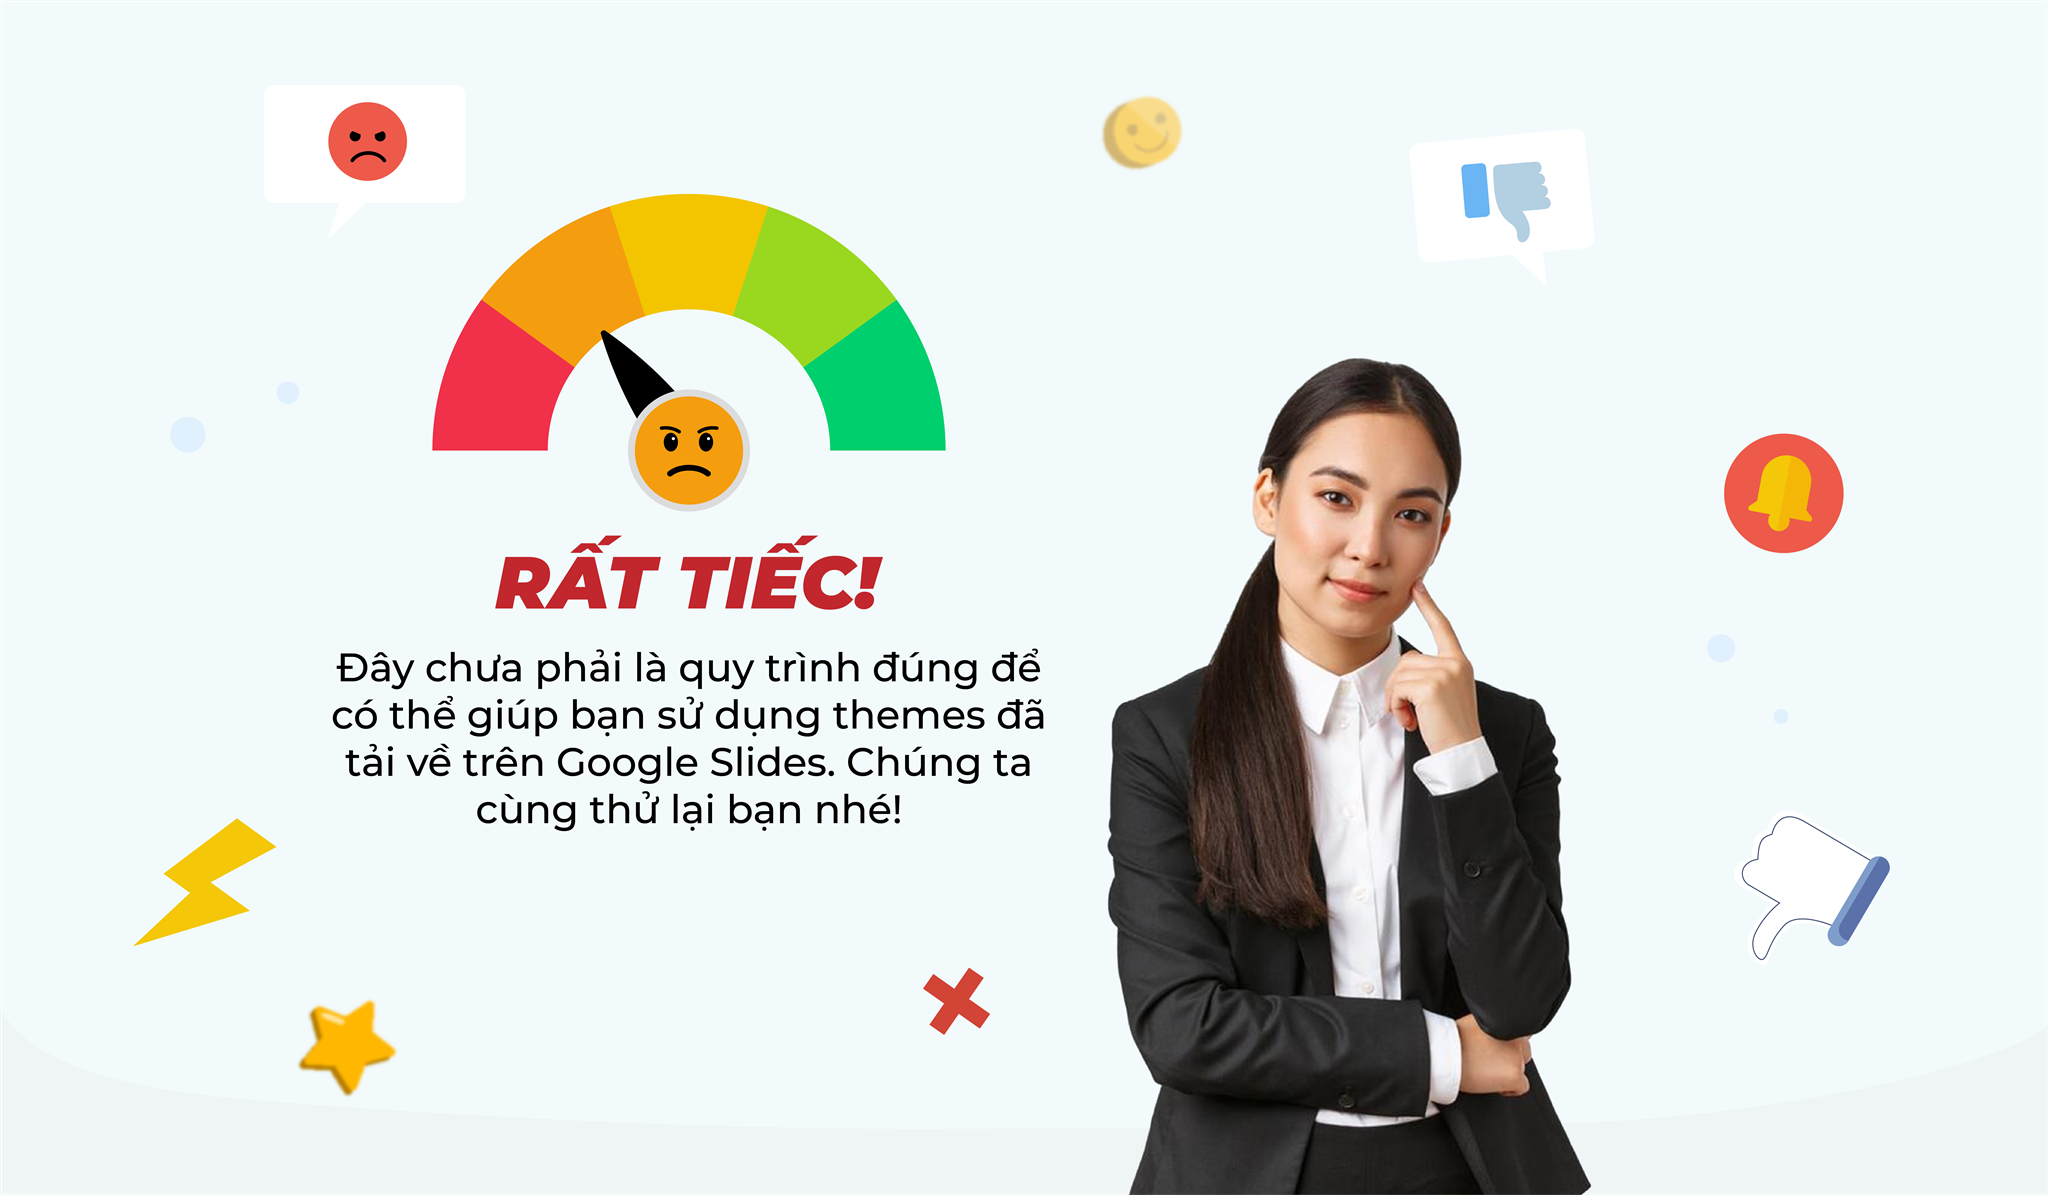 RẤT TIẾC!
Đây chưa phải là quy trình đúng để
có thể giúp bạn sử dụng themes đã
tải về trên Google Slides. Chúng ta
cùng thử lại bạn nhé!